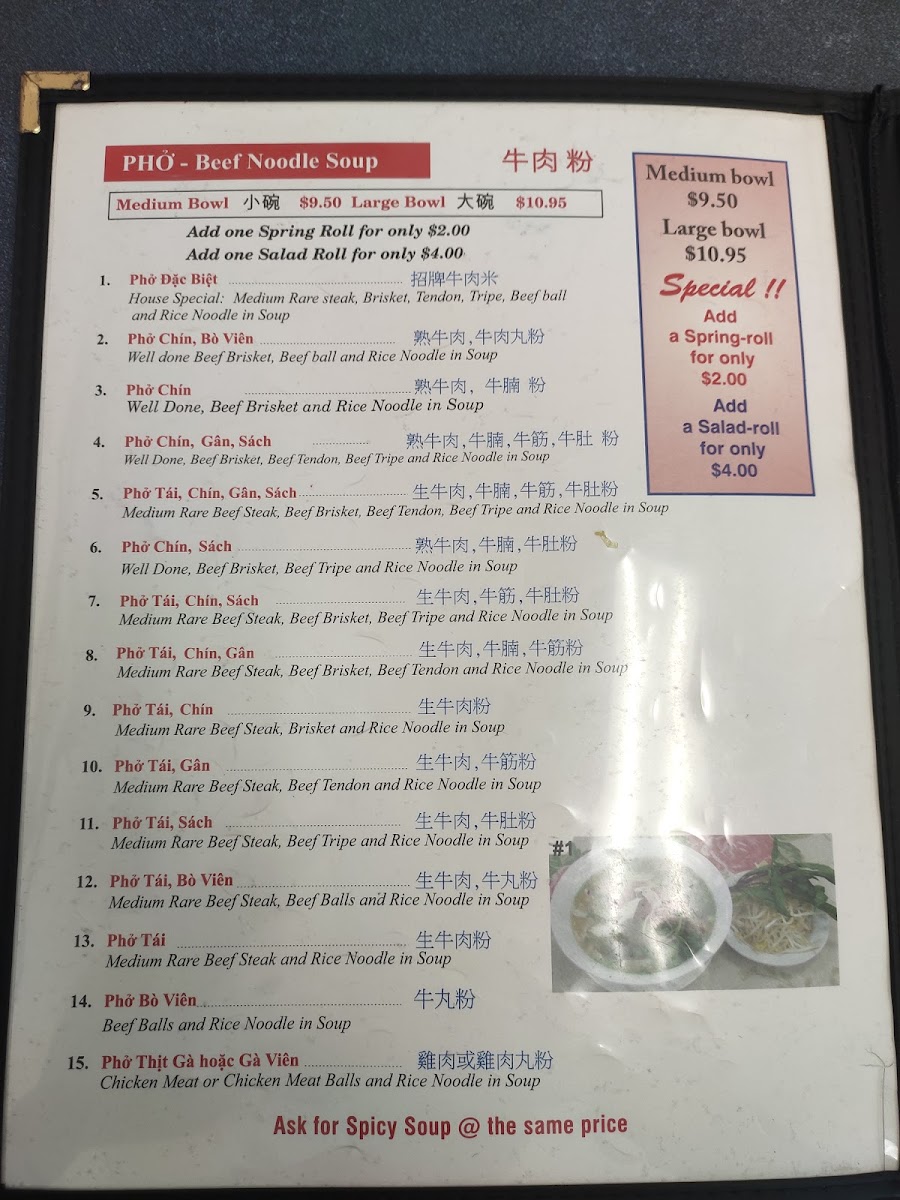 PHỞ - Beef Noodle Soup
牛肉 粉
Medium Bowl 小碗 $9.50 Large Bowl 大碗 $10.95
Add one Spring Roll for only $2.00
Add one Salad Roll for only $4.00
Medium bowl
$9.50
Large bowl
$10.95
Special !!
Add
a Spring-roll
for only
$2.00
Add
a Salad-roll
for only
$4.00
1. Phở Đặc Biệt 招牌牛肉米
House Special: Medium Rare steak, Brisket, Tendon, Tripe, Beef ball
and Rice Noodle in Soup
2. Phở Chín, Bò Viên 熟牛肉,牛肉丸粉
Well done Beef Brisket, Beef ball and Rice Noodle in Soup
3. Phở Chín 熟牛肉, 牛腩 粉
Well Done, Beef Brisket and Rice Noodle in Soup
4. Phở Chín, Gân, Sách 熟牛肉,牛腩,牛筋,牛肚 粉
Well Done, Beef Brisket, Beef Tendon, Beef Tripe and Rice Noodle in Soup
5. Phở Tái, Chín, Gân, Sách 生牛肉,牛腩,牛筋,牛肚粉
Medium Rare Beef Steak, Beef Brisket, Beef Tendon, Beef Tripe and Rice Noodle in Soup
6. Phở Chín, Sách 熟牛肉,牛腩,牛肚粉
Well Done, Beef Brisket, Beef Tripe and Rice Noodle in Soup
7. Phở Tái, Chín, Sách 生牛肉,牛筋,牛肚粉
Medium Rare Beef Steak, Beef Brisket, Beef Tripe and Rice Noodle in Soup
8. Phở Tái, Chín, Gân 生牛肉,牛腩,牛筋粉
Medium Rare Beef Steak, Beef Brisket, Beef Tendon and Rice Noodle in Soup
9. Phở Tái, Chín 生牛肉粉
Medium Rare Beef Steak, Brisket and Rice Noodle in Soup
10. Phở Tái, Gân 生牛肉,牛筋粉
Medium Rare Beef Steak, Beef Tendon and Rice Noodle in Soup
11. Phở Tái, Sách 生牛肉,牛肚粉
Medium Rare Beef Steak, Beef Tripe and Rice Noodle in Soup
#1
12. Phở Tái, Bò Viên 生牛肉,牛丸粉
Medium Rare Beef Steak, Beef Balls and Rice Noodle in Soup
13. Phở Tái 生牛肉粉
Medium Rare Beef Steak and Rice Noodle in Soup
14. Phở Bò Viên 牛丸粉
Beef Balls and Rice Noodle in Soup
15. Phở Thịt Gà hoặc Gà Viên 雞肉或雞肉丸粉
Chicken Meat or Chicken Meat Balls and Rice Noodle in Soup
Ask for Spicy Soup @ the same price